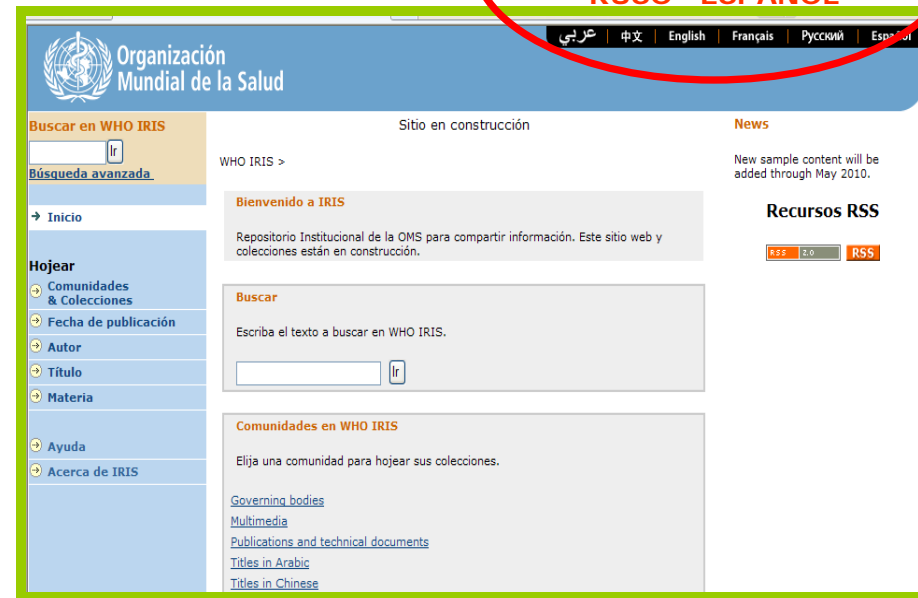 عربي | 中文 | English | Français | Русский | Español
Organización
Mundial de la Salud
Buscar en WHO IRIS
Ir
Búsqueda avanzada
Inicio
Hojear
Comunidades
& Colecciones
Fecha de publicación
Autor
Título
Materia
Ayuda
Acerca de IRIS
Sitio en construcción
WHO IRIS >
Bienvenido a IRIS
Repositorio Institucional de la OMS para compartir información. Este sitio web y
colecciones están en construcción.
Buscar
Escriba el texto a buscar en WHO IRIS.
Ir
Comunidades en WHO IRIS
Elija una comunidad para hojear sus colecciones.
Governing bodies
Multimedia
Publications and technical documents
Titles in Arabic
Titles in Chinese
News
New sample content will be
added through May 2010.
Recursos RSS
RSS 2.0 RSS